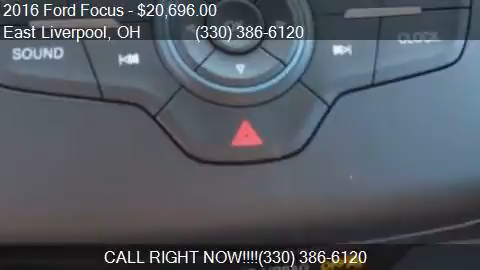 2016 Ford Focus - $20,696.00
East Liverpool, OH (330) 386-6120
OK
SOUND
CLOCK
CALL RIGHT NOW!!!!(330) 386-6120